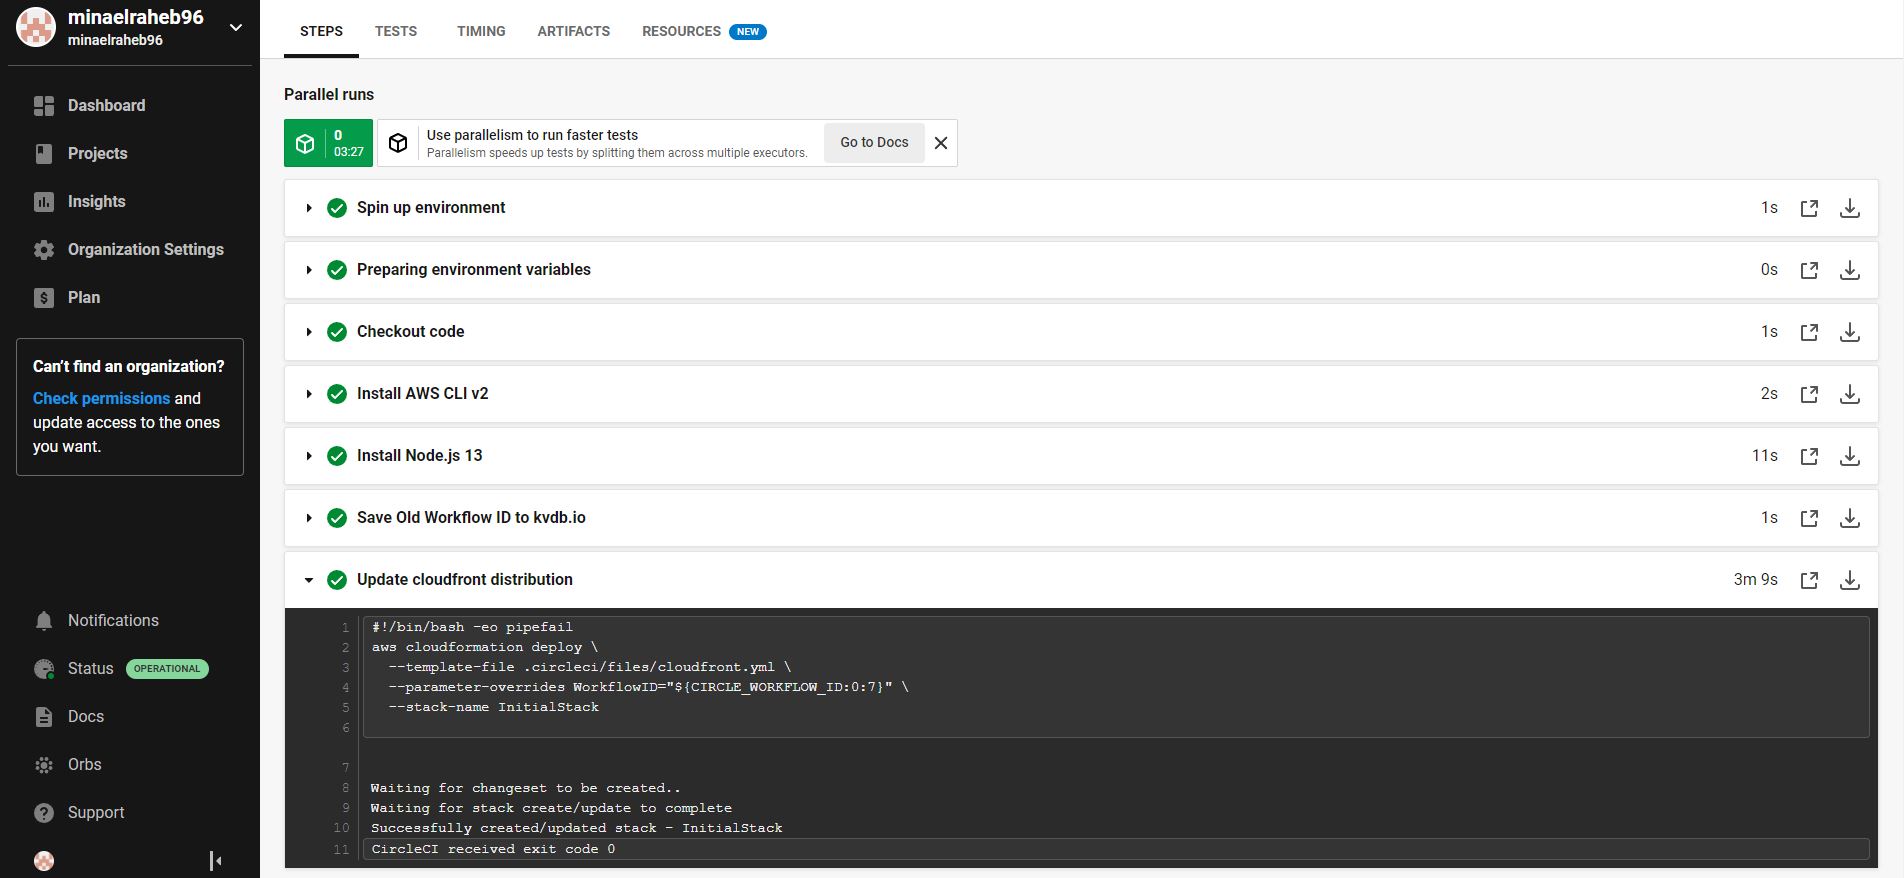 minaelraheb96
minaelraheb96
Dashboard
Projects
Insights
Organization Settings
Plan
Can't find an organization?
Check permissions and
update access to the ones
you want.
Notifications
Status OPERATIONAL
Docs
Orbs
Support
STEPS TESTS TIMING ARTIFACTS RESOURCES NEW
Parallel runs
0
03:27
Use parallelism to run faster tests
Parallelism speeds up tests by splitting them across multiple executors.
Go to Docs
Spin up environment 1s
Preparing environment variables 0s
Checkout code 1s
Install AWS CLI v2 2s
Install Node.js 13 11s
Save Old Workflow ID to kvdb.io 1s
Update cloudfront distribution 3m 9s
1 #!/bin/bash -eo pipefail
2 aws cloudformation deploy \
3 --template-file .circleci/files/cloudfront.yml \
4 --parameter-overrides WorkflowID="${CIRCLE_WORKFLOW_ID:0:7}" \
5 --stack-name InitialStack
6
7
8 Waiting for changeset to be created..
9 Waiting for stack create/update to complete
10 Successfully created/updated stack - InitialStack
11 CircleCI received exit code 0